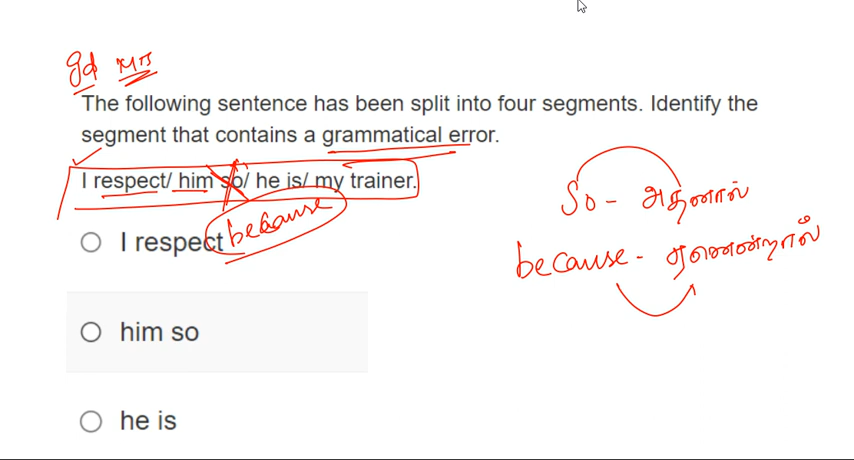 The following sentence has been split into four segments. Identify the
segment that contains a grammatical error.
I respect/ him so/ he is/ my trainer.
because
I respect
So - அதனால்
because - ஏனென்றால்
him so
he is